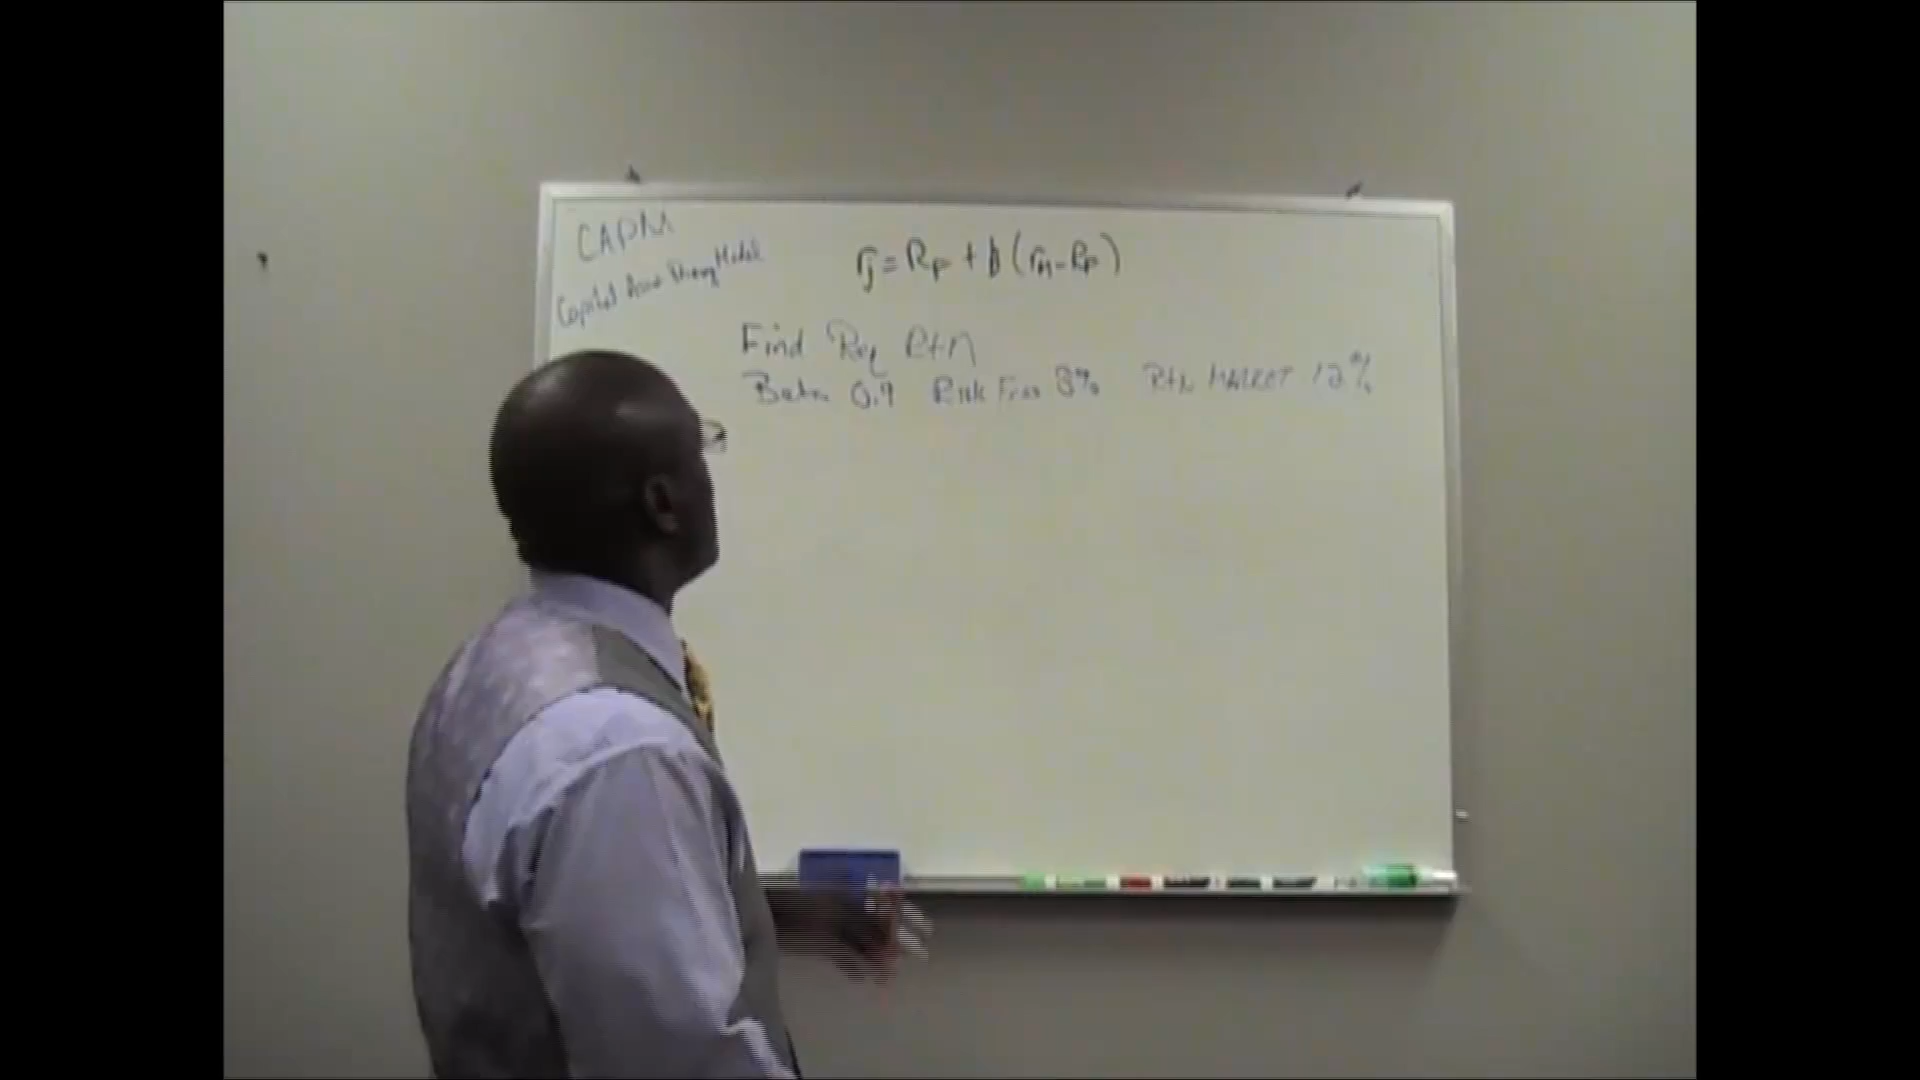 CAPM
Capital Asset Theory Model
rj = RF + b (rM - RF)
Find Req Rtn
Beta 0.9 Risk Free 8% Rtn MARKET 12%